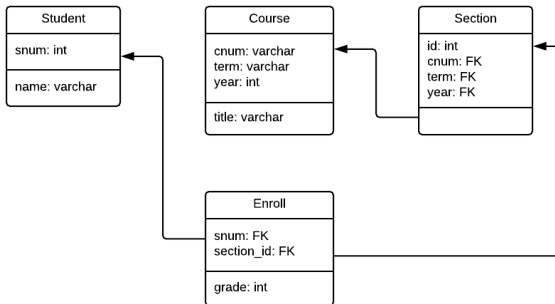 Student
snum: int
name: varchar
Course
cnum: varchar
term: varchar
year: int
title: varchar
Section
id: int
cnum: FK
term: FK
year: FK
Enroll
snum: FK
section_id: FK
grade: int